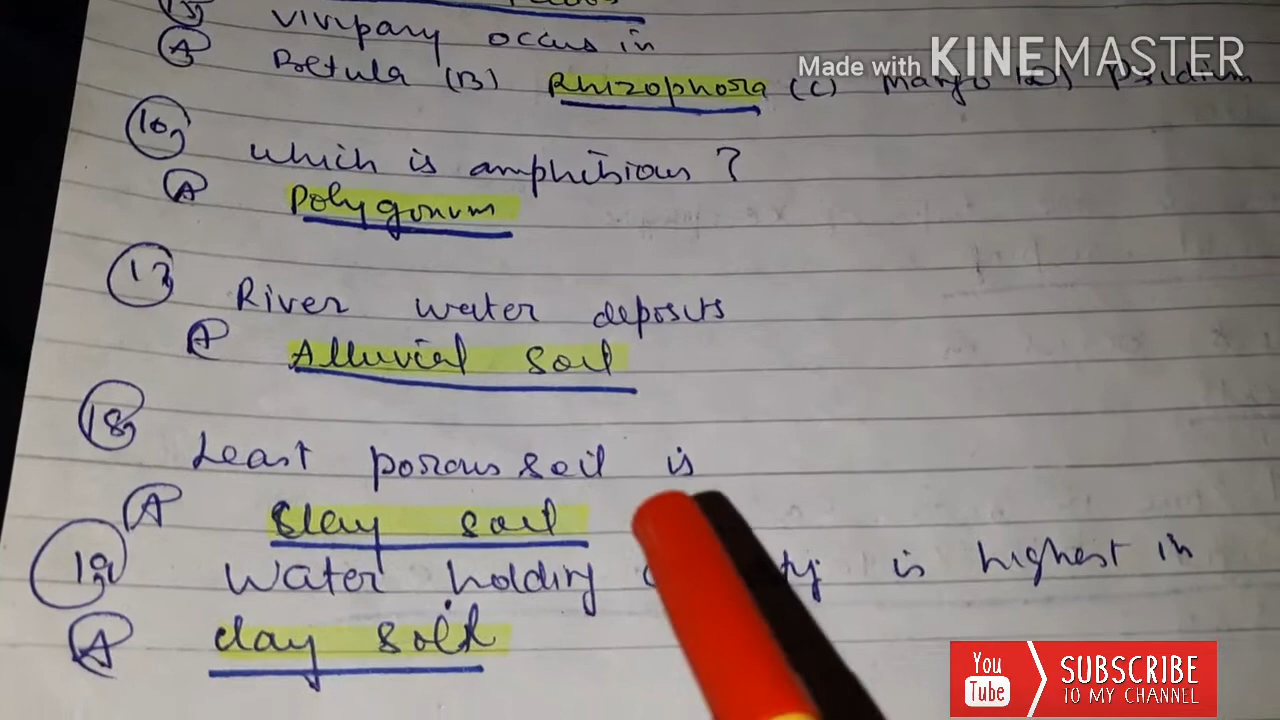 15, Vivipary occurs in
A Betula (B) Rhizophora (C) Mango (D) Psidium
Made with KINEMASTER
16, which is amphibious ?
A Polygonum
17, River water deposits
A Alluvial Soil
18, Least porous soil is
A Slay soil
19, Water holding is highest in
A clay soil
You Tube SUBSCRIBE
TO MY CHANNEL